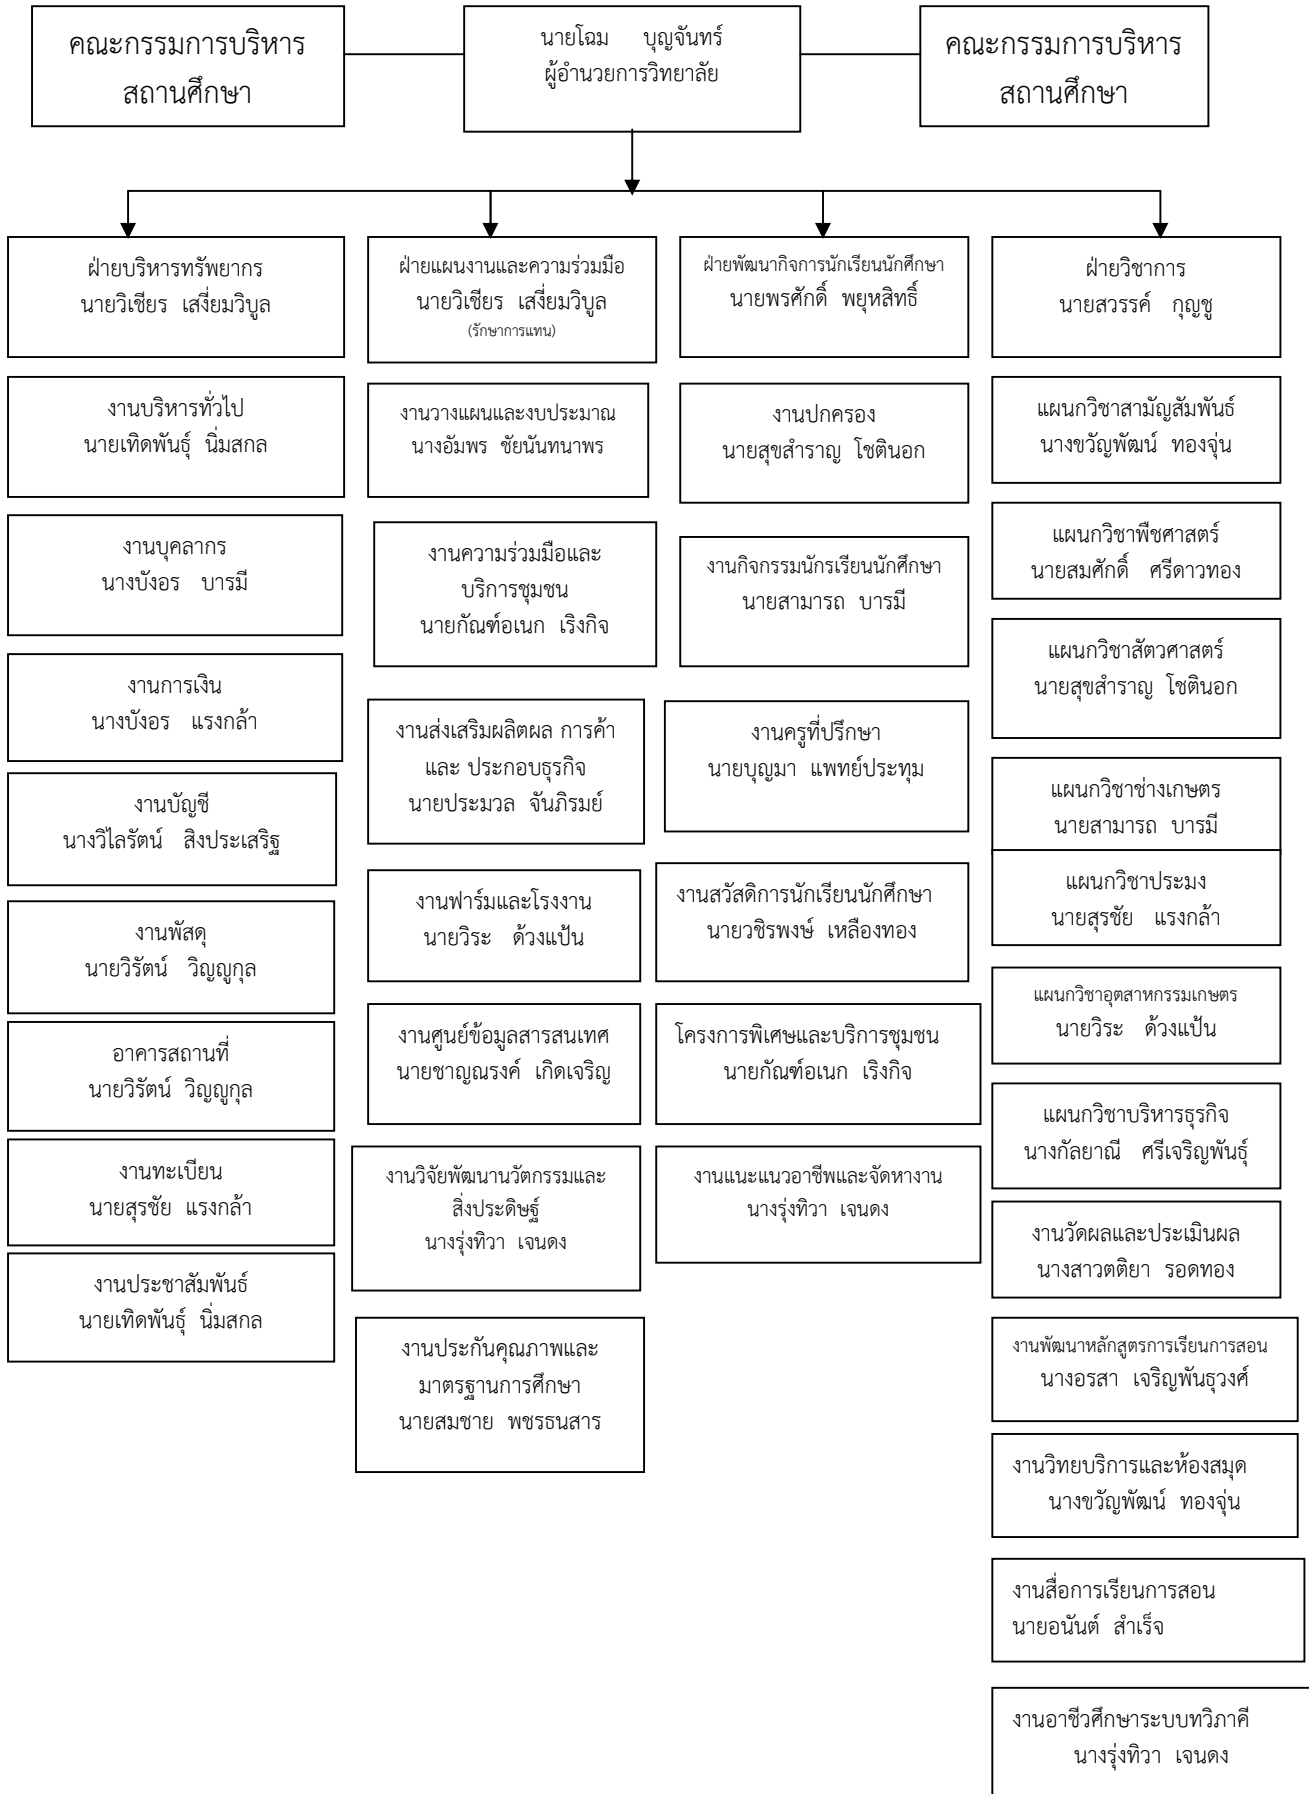 คณะกรรมการบริหาร
สถานศึกษา
นายโฉม บุญจันทร์
ผู้อำนวยการวิทยาลัย
คณะกรรมการบริหาร
สถานศึกษา
ฝ่ายบริหารทรัพยากร
นายวิเชียร เสงี่ยมวิบูล
งานบริหารทั่วไป
นายเทิดพันธุ์ นิ่มสกล
งานบุคลากร
นางบังอร บารมี
งานการเงิน
นางบังอร แรงกล้า
งานบัญชี
นางวิไลรัตน์ สิงประเสริฐ
งานพัสดุ
นายวิรัตน์ วิญญูกุล
อาคารสถานที่
นายวิรัตน์ วิญญูกุล
งานทะเบียน
นายสุรชัย แรงกล้า
งานประชาสัมพันธ์
นายเทิดพันธุ์ นิ่มสกล
ฝ่ายแผนงานและความร่วมมือ
นายวิเชียร เสงี่ยมวิบูล
(รักษาการแทน)
งานวางแผนและงบประมาณ
นางอัมพร ชัยนันทนาพร
งานความร่วมมือและ
บริการชุมชน
นายกัณฑ์อเนก เริงกิจ
งานส่งเสริมผลิตผล การค้า
และ ประกอบธุรกิจ
นายประมวล จันภิรมย์
งานฟาร์มและโรงงาน
นายวิระ ด้วงแป้น
งานศูนย์ข้อมูลสารสนเทศ
นายชาญณรงค์ เกิดเจริญ
งานวิจัยพัฒนานวัตกรรมและ
สิ่งประดิษฐ์
นางรุ่งทิวา เจนดง
งานประกันคุณภาพและ
มาตรฐานการศึกษา
นายสมชาย พชรธนสาร
ฝ่ายพัฒนากิจการนักเรียนนักศึกษา
นายพรศักดิ์ พยุหสิทธิ์
งานปกครอง
นายสุขสำราญ โชตินอก
งานกิจกรรมนักรเรียนนักศึกษา
นายสามารถ บารมี
งานครูที่ปรึกษา
นายบุญมา แพทย์ประทุม
งานสวัสดิการนักเรียนนักศึกษา
นายวชิรพงษ์ เหลืองทอง
โครงการพิเศษและบริการชุมชน
นายกัณฑ์อเนก เริงกิจ
งานแนะแนวอาชีพและจัดหางาน
นางรุ่งทิวา เจนดง
ฝ่ายวิชาการ
นายสวรรค์ กุญชู
แผนกวิชาสามัญสัมพันธ์
นางขวัญพัฒน์ ทองจุ่น
แผนกวิชาพืชศาสตร์
นายสมศักดิ์ ศรีดาวทอง
แผนกวิชาสัตวศาสตร์
นายสุขสำราญ โชตินอก
แผนกวิชาช่างเกษตร
นายสามารถ บารมี
แผนกวิชาประมง
นายสุรชัย แรงกล้า
แผนกวิชาอุตสาหกรรมเกษตร
นายวิระ ด้วงแป้น
แผนกวิชาบริหารธุรกิจ
นางกัลยาณี ศรีเจริญพันธุ์
งานวัดผลและประเมินผล
นางสาวตติยา รอดทอง
งานพัฒนาหลักสูตรการเรียนการสอน
นางอรสา เจริญพันธุวงศ์
งานวิทยบริการและห้องสมุด
นางขวัญพัฒน์ ทองจุ่น
งานสื่อการเรียนการสอน
นายอนันต์ สำเร็จ
งานอาชีวศึกษาระบบทวิภาคี
นางรุ่งทิวา เจนดง